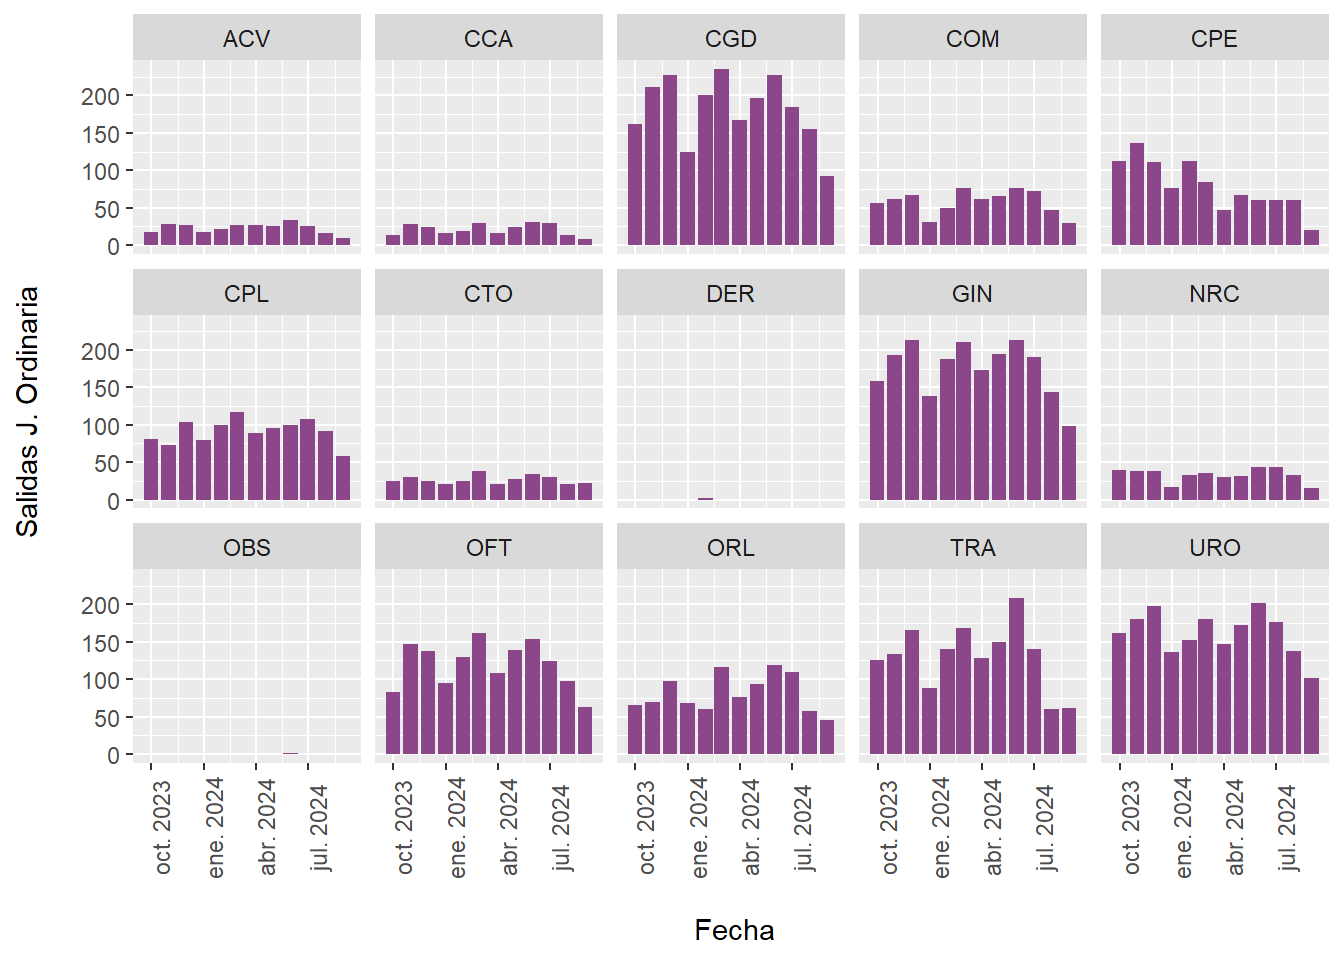 ACV CCA CGD COM CPE
200
150
100
50
0
CPL CTO DER GIN NRC
200
150
100
50
0
OBS OFT ORL TRA URO
200
150
100
50
0
oct. 2023 ene. 2024 abr. 2024 jul. 2024 oct. 2023 ene. 2024 abr. 2024 jul. 2024 oct. 2023 ene. 2024 abr. 2024 jul. 2024 oct. 2023 ene. 2024 abr. 2024 jul. 2024 oct. 2023 ene. 2024 abr. 2024 jul. 2024
Salidas J. Ordinaria
Fecha